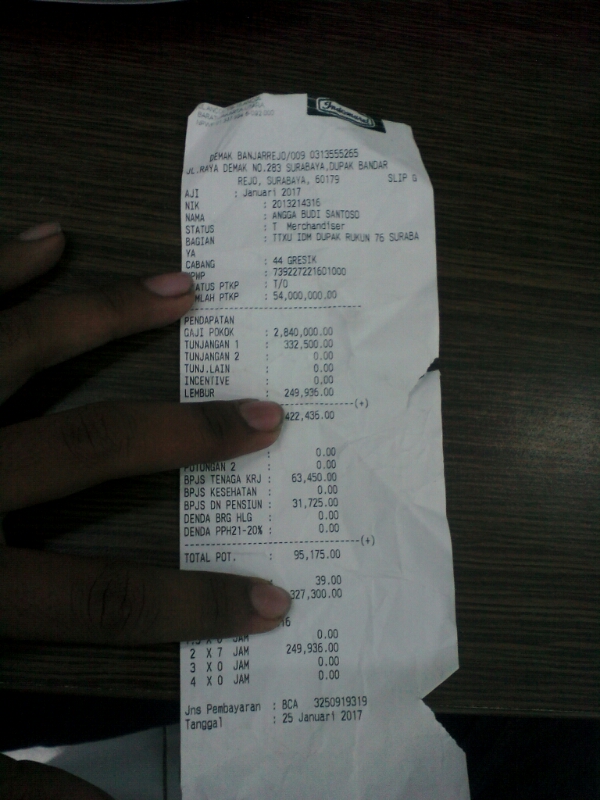 Indomaret
DEMAK BANJARREJO/009 0313555265
JL.RAYA DEMAK NO.283 SURABAYA,DUPAK BANDAR
REJO, SURABAYA, 60179 SLIP G
AJI : Januari 2017
NIK : 2013214316
NAMA : ANGGA BUDI SANTOSO
STATUS : T Merchandiser
BAGIAN : TTXU IDM DUPAK RUKUN 76 SURABA
YA
CABANG : 44 GRESIK
NPWP : 739227221601000
STATUS PTKP : T/0
JMLAH PTKP : 54,000,000.00
PENDAPATAN
GAJI POKOK : 2,840,000.00
TUNJANGAN 1 : 332,500.00
TUNJANGAN 2 : 0.00
TUNJ.LAIN : 0.00
INCENTIVE : 0.00
LEMBUR : 249,936.00
(+)
422,436.00
: 0.00
POTONGAN 2 : 0.00
BPJS TENAGA KRJ : 63,450.00
BPJS KESEHATAN : 0.00
BPJS DN PENSIUN : 31,725.00
DENDA BRG HLG : 0.00
DENDA PPH21-20% : 0.00
(+)
TOTAL POT. : 95,175.00
39.00
327,300.00
16
X 0 JAM 0.00
2 X 7 JAM 249,936.00
3 X 0 JAM 0.00
4 X 0 JAM 0.00
Jns Pembayaran : BCA 3250919319
Tanggal : 25 Januari 2017